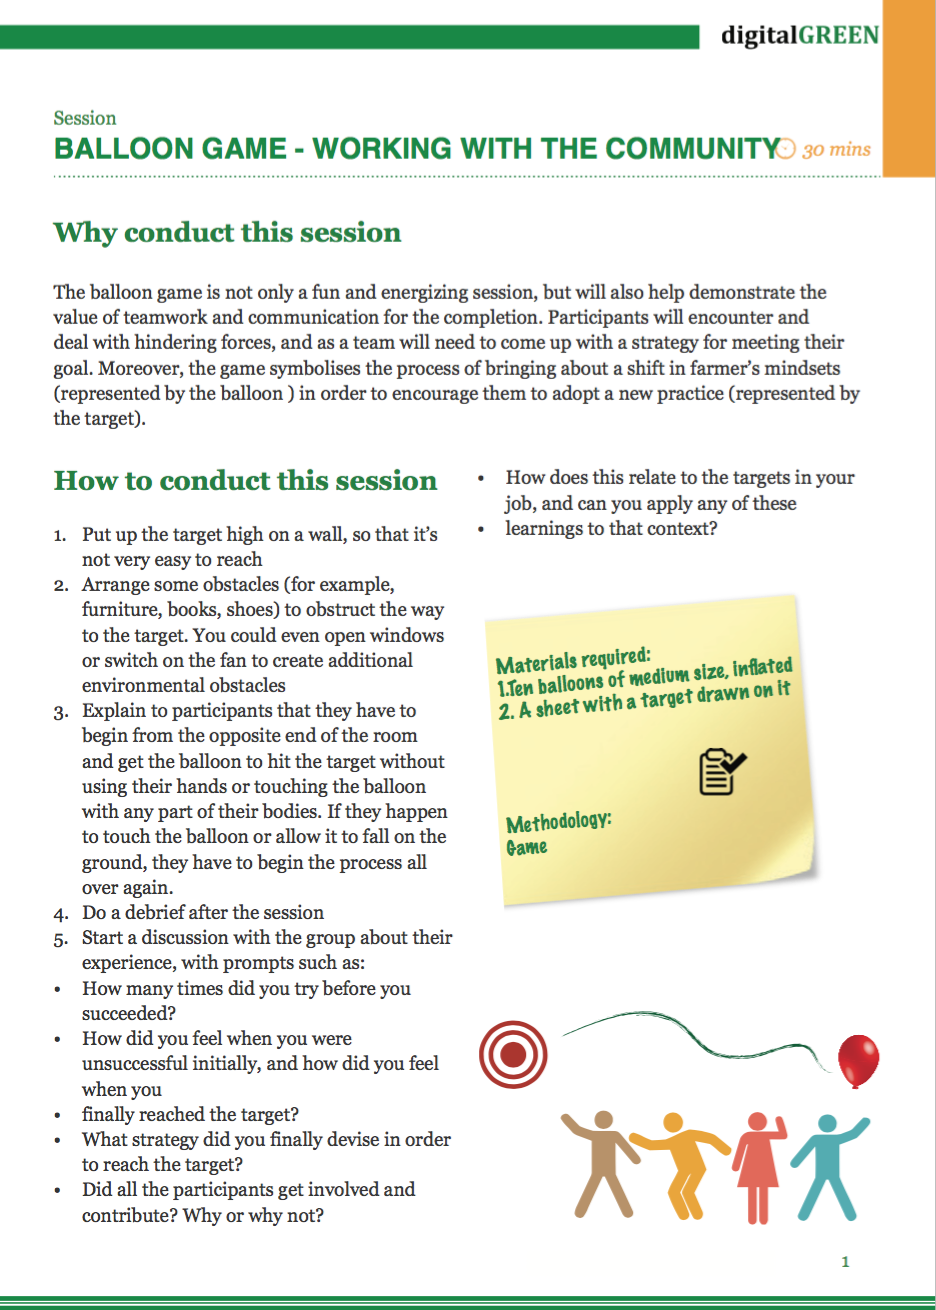 digitalGREEN
Session
BALLOON GAME - WORKING WITH THE COMMUNITY
30 mins
Why conduct this session
The balloon game is not only a fun and energizing session, but will also help demonstrate the
value of teamwork and communication for the completion. Participants will encounter and
deal with hindering forces, and as a team will need to come up with a strategy for meeting their
goal. Moreover, the game symbolises the process of bringing about a shift in farmer's mindsets
(represented by the balloon ) in order to encourage them to adopt a new practice (represented by
the target).
How to conduct this session
1. Put up the target high on a wall, so that it's
not very easy to reach
2. Arrange some obstacles (for example,
furniture, books, shoes) to obstruct the way
to the target. You could even open windows
or switch on the fan to create additional
environmental obstacles
3. Explain to participants that they have to
begin from the opposite end of the room
and get the balloon to hit the target without
using their hands or touching the balloon
with any part of their bodies. If they happen
to touch the balloon or allow it to fall on the
ground, they have to begin the process all
over again.
4. Do a debrief after the session
5. Start a discussion with the group about their
experience, with prompts such as:
• How many times did you try before you
succeeded?
• How did you feel when you were
unsuccessful initially, and how did you feel
when you
• finally reached the target?
• What strategy did you finally devise in order
to reach the target?
• Did all the participants get involved and
contribute? Why or why not?
• How does this relate to the targets in your
job, and can you apply any of these
• learnings to that context?
Materials required:
1.Ten balloons of medium size, inflated
2. A sheet with a target drawn on it
Methodology:
Game
1